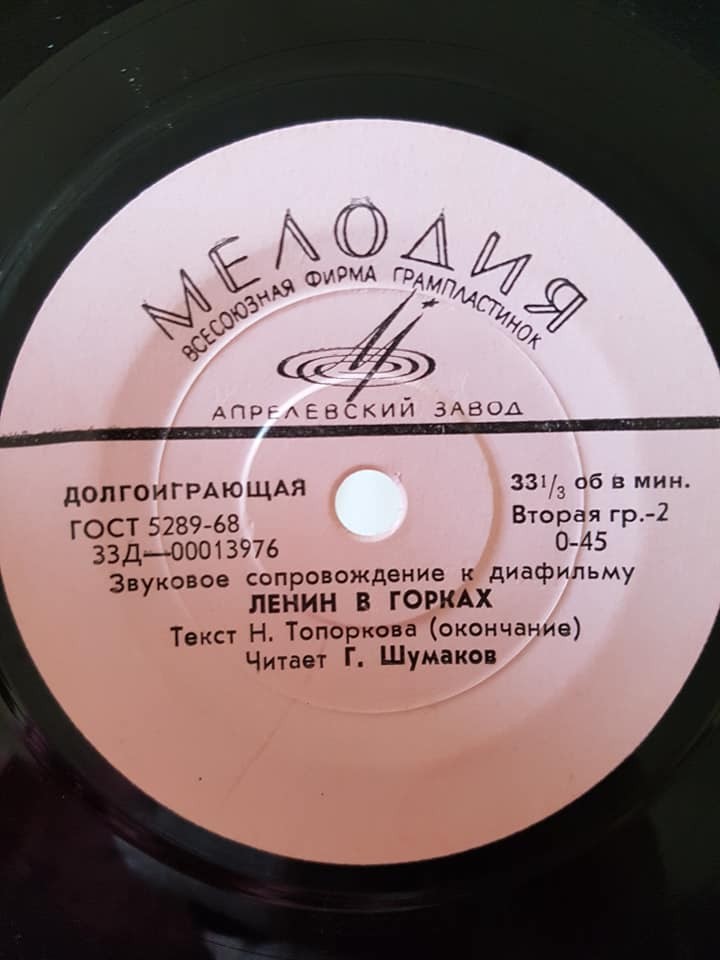 МЕЛОДИЯ
ВСЕСОЮЗНАЯ ФИРМА ГРАМПЛАСТИНОК
АПРЕЛЕВСКИЙ ЗАВОД
ДОЛГОИГРАЮЩАЯ
ГОСТ 5289-68
33Д—00013976
33 1/3 об в мин.
Вторая гр.-2
0-45
Звуковое сопровождение к диафильму
ЛЕНИН В ГОРКАХ
Текст Н. Топоркова (окончание)
Читает Г. Шумаков